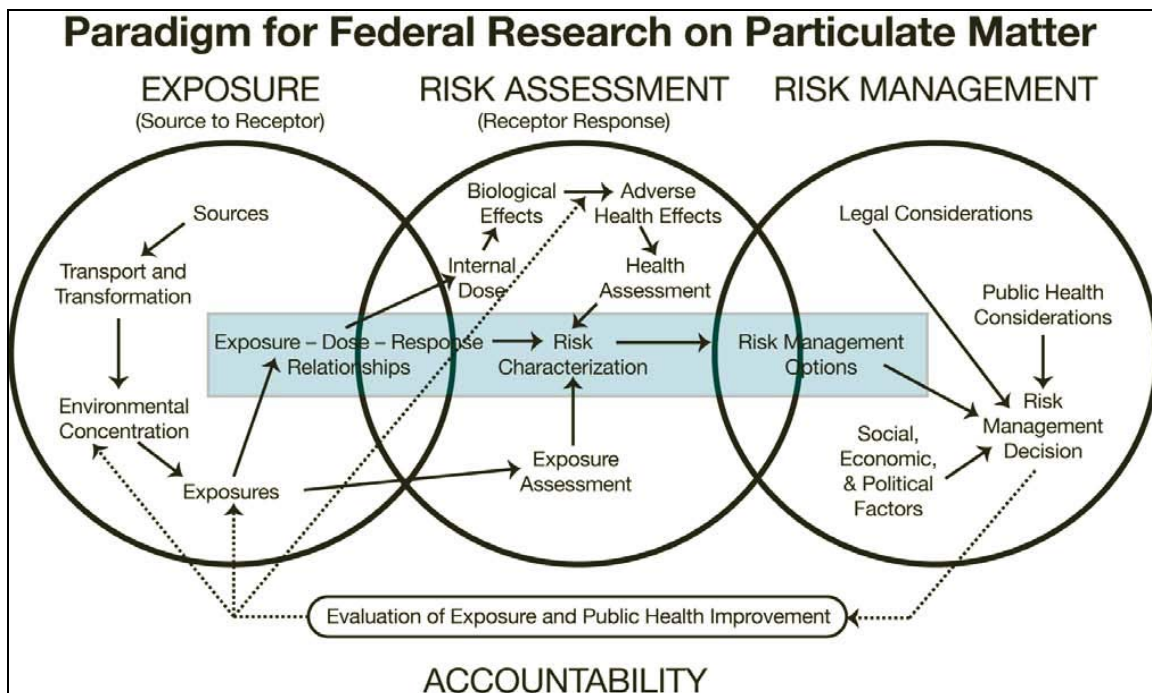 Paradigm for Federal Research on Particulate Matter
EXPOSURE
(Source to Receptor)
RISK ASSESSMENT
(Receptor Response)
RISK MANAGEMENT
Sources
Transport and
Transformation
Environmental
Concentration
Exposures
Exposure – Dose – Response
Relationships
Internal
Dose
Biological
Effects
Adverse
Health Effects
Health
Assessment
Risk
Characterization
Exposure
Assessment
Risk Management
Options
Legal Considerations
Public Health
Considerations
Risk
Management
Decision
Social,
Economic,
& Political
Factors
Evaluation of Exposure and Public Health Improvement
ACCOUNTABILITY